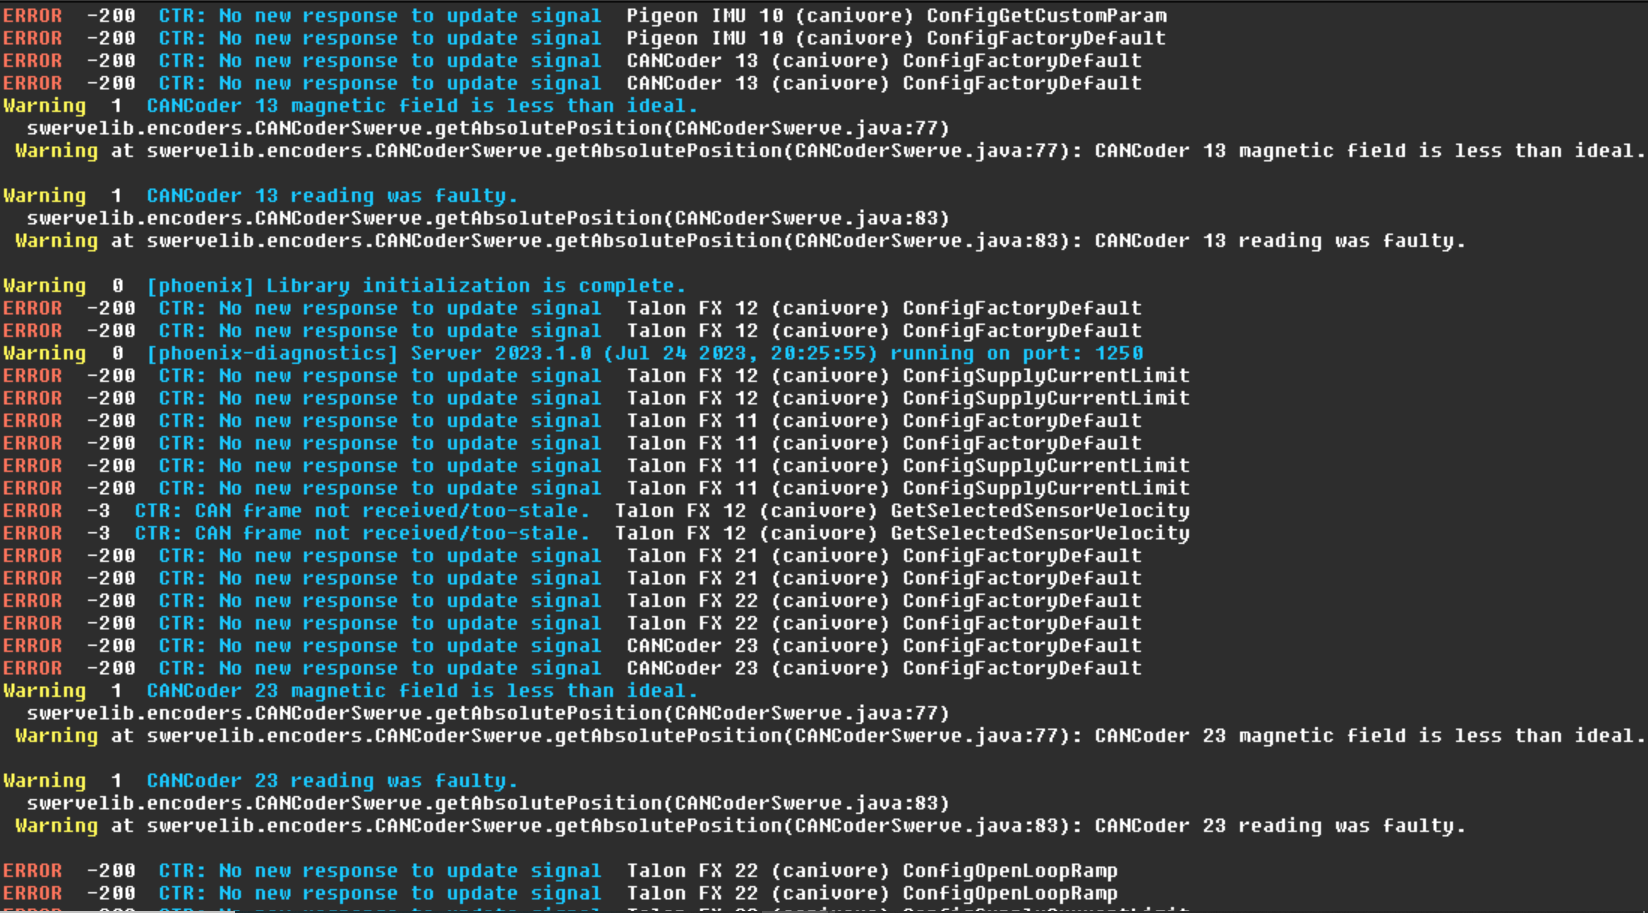 ERROR  -200  CTR: No new response to update signal  Pigeon IMU 10 (canivore) ConfigGetCustomParam
ERROR  -200  CTR: No new response to update signal  Pigeon IMU 10 (canivore) ConfigFactoryDefault
ERROR  -200  CTR: No new response to update signal  CANCoder 13 (canivore) ConfigFactoryDefault
ERROR  -200  CTR: No new response to update signal  CANCoder 13 (canivore) ConfigFactoryDefault
Warning  1  CANCoder 13 magnetic field is less than ideal.
swervelib.encoders.CANCoderSwerve.getAbsolutePosition(CANCoderSwerve.java:77)
Warning at swervelib.encoders.CANCoderSwerve.getAbsolutePosition(CANCoderSwerve.java:77): CANCoder 13 magnetic field is less than ideal.
Warning  1  CANCoder 13 reading was faulty.
swervelib.encoders.CANCoderSwerve.getAbsolutePosition(CANCoderSwerve.java:83)
Warning at swervelib.encoders.CANCoderSwerve.getAbsolutePosition(CANCoderSwerve.java:83): CANCoder 13 reading was faulty.
Warning  0  [phoenix] Library initialization is complete.
ERROR  -200  CTR: No new response to update signal  Talon FX 12 (canivore) ConfigFactoryDefault
ERROR  -200  CTR: No new response to update signal  Talon FX 12 (canivore) ConfigFactoryDefault
Warning  0  [phoenix-diagnostics] Server 2023.1.0 (Jul 24 2023, 20:25:55) running on port: 1250
ERROR  -200  CTR: No new response to update signal  Talon FX 12 (canivore) ConfigSupplyCurrentLimit
ERROR  -200  CTR: No new response to update signal  Talon FX 12 (canivore) ConfigSupplyCurrentLimit
ERROR  -200  CTR: No new response to update signal  Talon FX 11 (canivore) ConfigFactoryDefault
ERROR  -200  CTR: No new response to update signal  Talon FX 11 (canivore) ConfigFactoryDefault
ERROR  -200  CTR: No new response to update signal  Talon FX 11 (canivore) ConfigSupplyCurrentLimit
ERROR  -200  CTR: No new response to update signal  Talon FX 11 (canivore) ConfigSupplyCurrentLimit
ERROR  -3  CTR: CAN frame not received/too-stale.  Talon FX 12 (canivore) GetSelectedSensorVelocity
ERROR  -3  CTR: CAN frame not received/too-stale.  Talon FX 12 (canivore) GetSelectedSensorVelocity
ERROR  -200  CTR: No new response to update signal  Talon FX 21 (canivore) ConfigFactoryDefault
ERROR  -200  CTR: No new response to update signal  Talon FX 21 (canivore) ConfigFactoryDefault
ERROR  -200  CTR: No new response to update signal  Talon FX 22 (canivore) ConfigFactoryDefault
ERROR  -200  CTR: No new response to update signal  Talon FX 22 (canivore) ConfigFactoryDefault
ERROR  -200  CTR: No new response to update signal  CANCoder 23 (canivore) ConfigFactoryDefault
ERROR  -200  CTR: No new response to update signal  CANCoder 23 (canivore) ConfigFactoryDefault
Warning  1  CANCoder 23 magnetic field is less than ideal.
swervelib.encoders.CANCoderSwerve.getAbsolutePosition(CANCoderSwerve.java:77)
Warning at swervelib.encoders.CANCoderSwerve.getAbsolutePosition(CANCoderSwerve.java:77): CANCoder 23 magnetic field is less than ideal.
Warning  1  CANCoder 23 reading was faulty.
swervelib.encoders.CANCoderSwerve.getAbsolutePosition(CANCoderSwerve.java:83)
Warning at swervelib.encoders.CANCoderSwerve.getAbsolutePosition(CANCoderSwerve.java:83): CANCoder 23 reading was faulty.
ERROR  -200  CTR: No new response to update signal  Talon FX 22 (canivore) ConfigOpenLoopRamp
ERROR  -200  CTR: No new response to update signal  Talon FX 22 (canivore) ConfigOpenLoopRamp